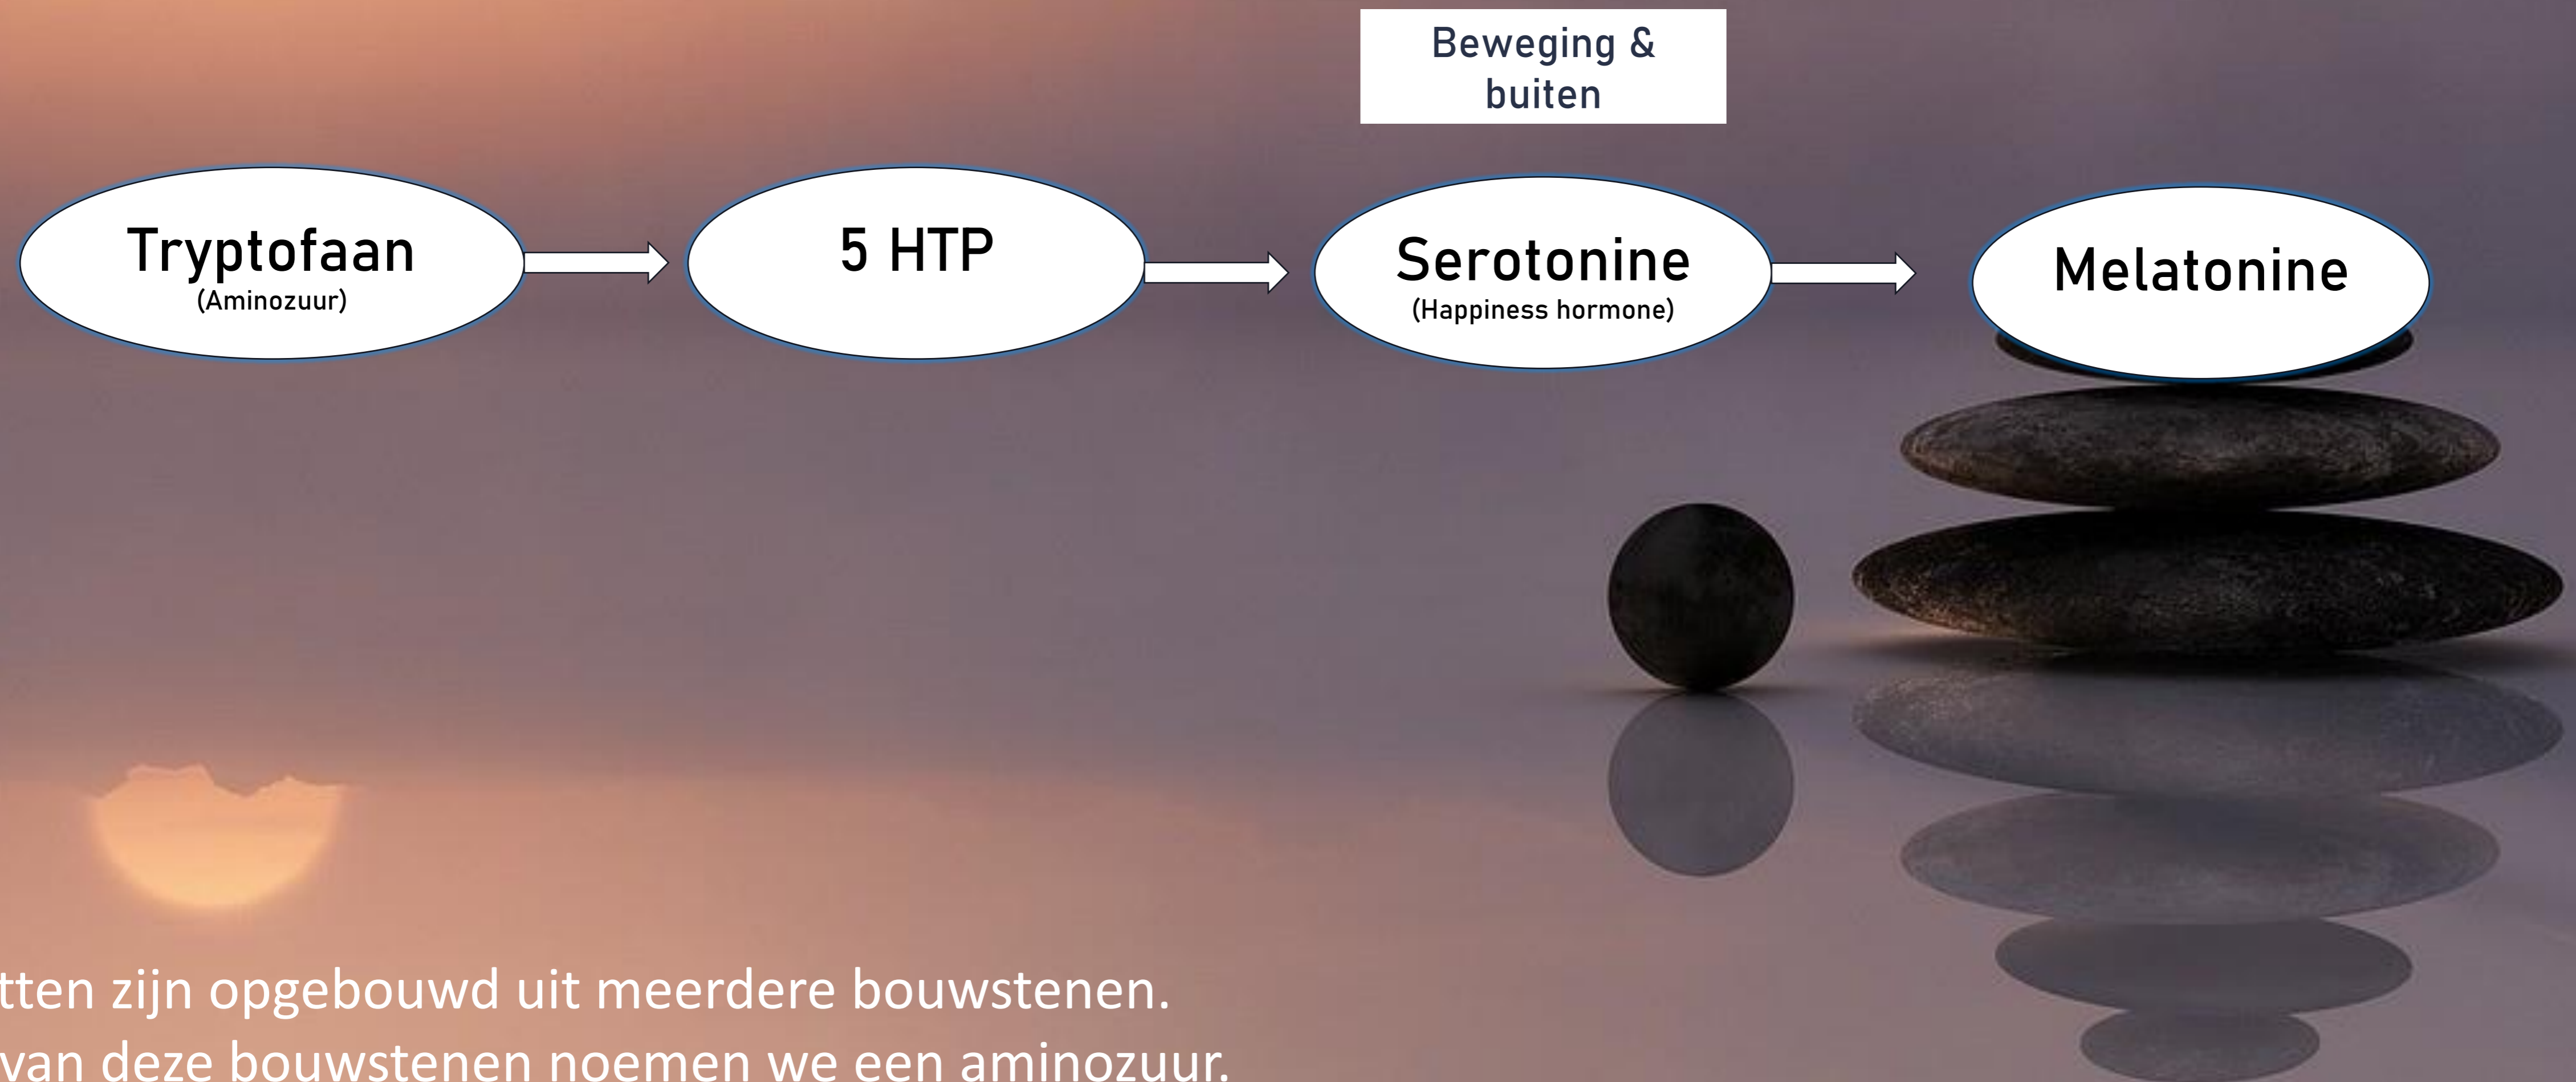 Beweging &
buiten
Tryptofaan
(Aminozuur)
5 HTP
Serotonine
(Happiness hormone)
Melatonine
tten zijn opgebouwd uit meerdere bouwstenen.
van deze bouwstenen noemen we een aminozuur.